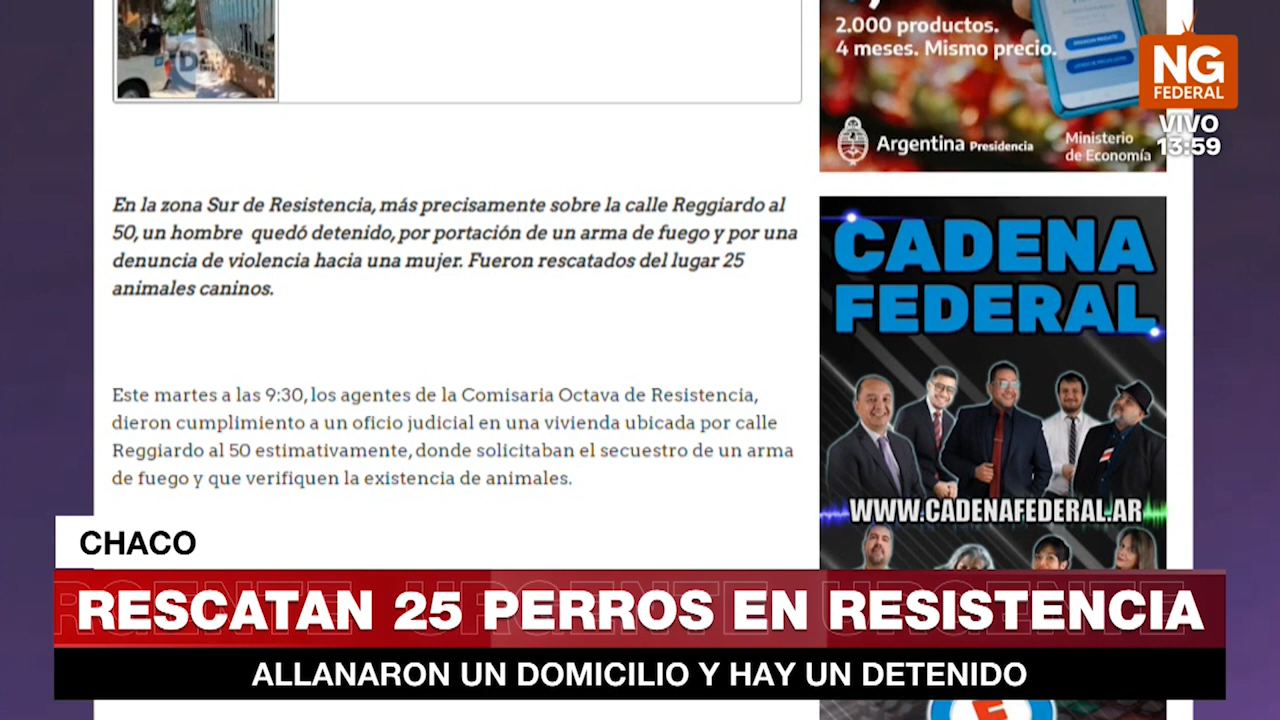 2.000 productos.
4 meses. Mismo precio.
Argentina Presidencia
Ministerio
de Economía
NG
FEDERAL
VIVO
13:59
En la zona Sur de Resistencia, más precisamente sobre la calle Reggiardo al
50, un hombre quedó detenido, por portación de un arma de fuego y por una
denuncia de violencia hacia una mujer. Fueron rescatados del lugar 25
animales caninos.
Este martes a las 9:30, los agentes de la Comisaria Octava de Resistencia,
dieron cumplimiento a un oficio judicial en una vivienda ubicada por calle
Reggiardo al 50 estimativamente, donde solicitaban el secuestro de un arma
de fuego y que verifiquen la existencia de animales.
CADENA
FEDERAL
WWW.CADENAFEDERAL.AR
CHACO
URGENTE URGENTE
RESCATAN 25 PERROS EN RESISTENCIA
ALLANARON UN DOMICILIO Y HAY UN DETENIDO